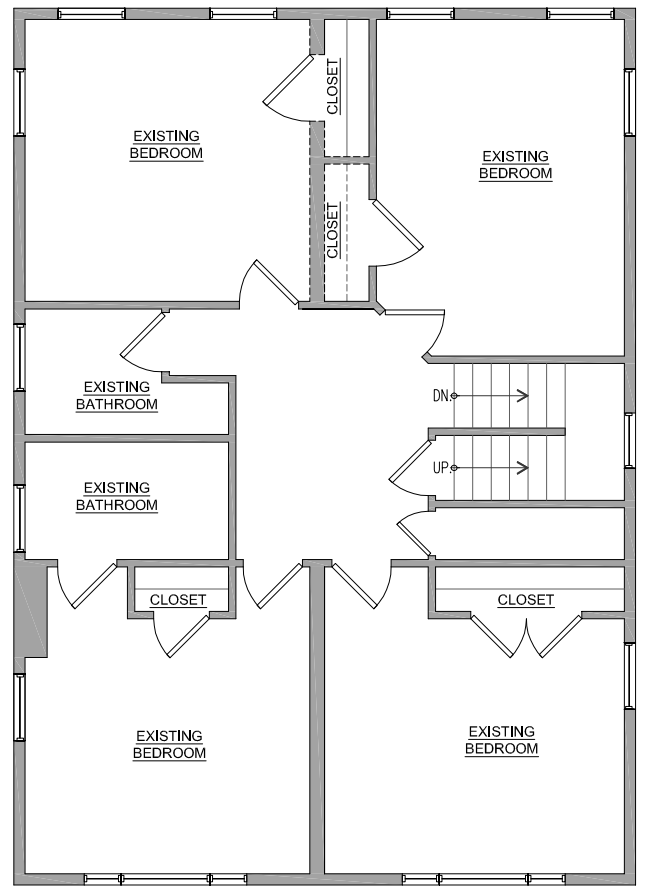 CLOSET
EXISTING
BEDROOM
EXISTING
BEDROOM
CLOSET
EXISTING
BATHROOM
DN.
UP.
EXISTING
BATHROOM
CLOSET
CLOSET
EXISTING
BEDROOM
EXISTING
BEDROOM